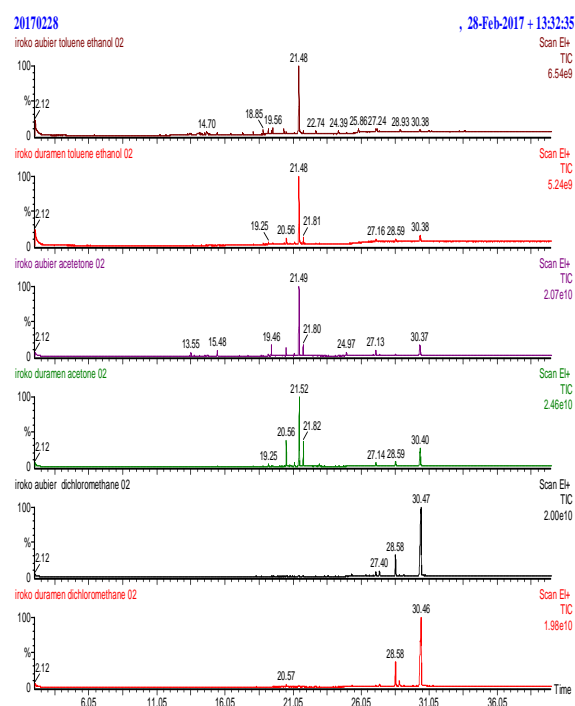 20170228 , 28-Feb-2017 + 13:32:35
iroko aubier toluene ethanol 02 Scan EI+
TIC
6.54e9
100
%
0
2.12 14.70 18.85 19.56 21.48 22.74 24.39 25.86 27.24 28.93 30.38
iroko duramen toluene ethanol 02 Scan EI+
TIC
5.24e9
100
%
0
2.12 19.25 20.56 21.48 21.81 27.16 28.59 30.38
iroko aubier acetetone 02 Scan EI+
TIC
2.07e10
100
%
0
2.12 13.55 15.48 19.46 21.49 21.80 24.97 27.13 30.37
iroko duramen acetone 02 Scan EI+
TIC
2.46e10
100
%
0
2.12 19.25 20.56 21.52 21.82 27.14 28.59 30.40
iroko aubier dichloromethane 02 Scan EI+
TIC
2.00e10
100
%
0
2.12 27.40 28.58 30.47
iroko duramen dichloromethane 02 Scan EI+
TIC
1.98e10
100
%
0
2.12 20.57 28.58 30.46
Time
6.05 11.05 16.05 21.05 26.05 31.05 36.05